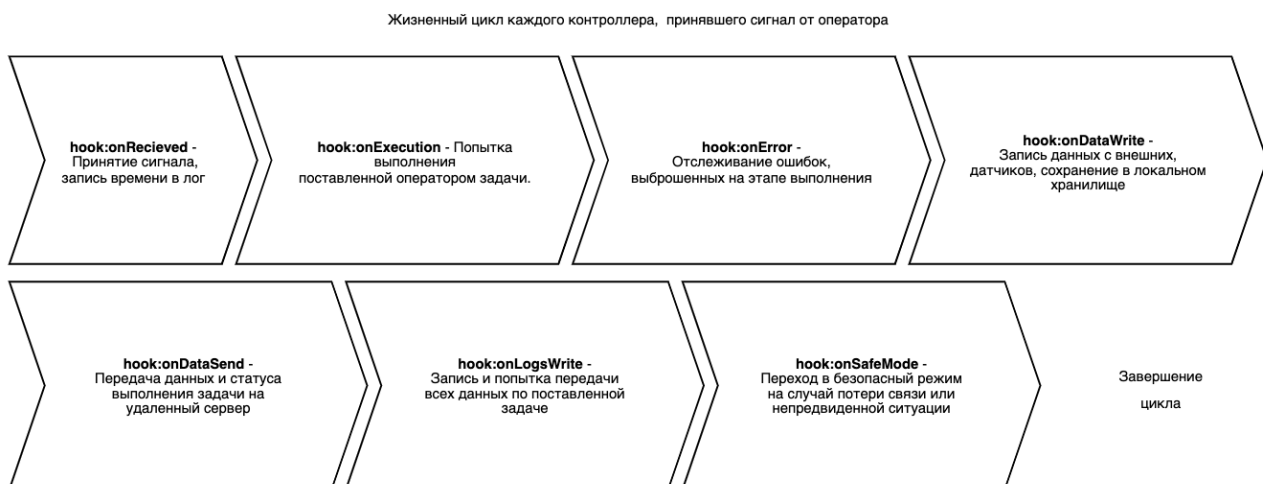 Жизненный цикл каждого контроллера, принявшего сигнал от оператора
hook:onRecieved -
Принятие сигнала,
запись времени в лог
hook:onExecution - Попытка
выполнения
поставленной оператором задачи.
hook:onError -
Отслеживание ошибок,
выброшенных на этапе выполнения
hook:onDataWrite -
Запись данных с внешних,
датчиков, сохранение в локальном
хранилище
hook:onDataSend -
Передача данных и статуса
выполнения задачи на
удаленный сервер
hook:onLogsWrite -
Запись и попытка передачи
всех данных по поставленной
задаче
hook:onSafeMode -
Переход в безопасный режим
на случай потери связи или
непредвиденной ситуации
Завершение
цикла